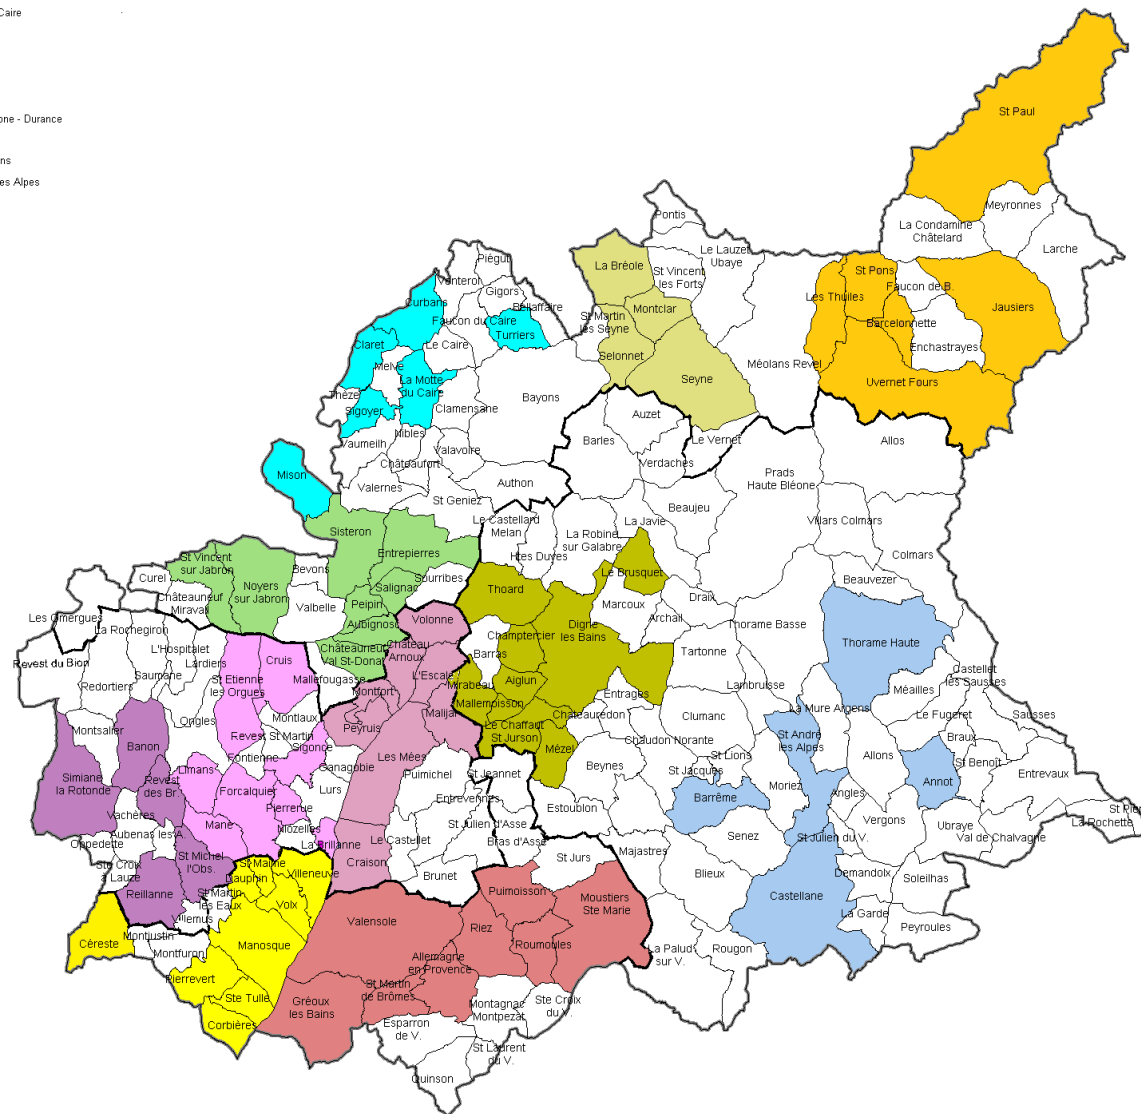 Caire
one - Durance
ns
es Alpes
St Paul
Meyronnes
La Condamine
Châtelard
Larche
Pontis
Le Lauzet
Ubaye
La Bréole
St Vincent
les Forts
St Pons
Les Thuiles
Faucon de B.
Jausiers
Barcelonnette
Enchastrayes
Montclar
St Martin
les Seyne
Selonnet
Seyne
Méolans Revel
Uvernet Fours
Piégut
Venterol
Gigors
Curbans
Bellaffaire
Faucon du Caire
Turriers
Claret
Le Caire
Melve
La Motte
du Caire
Bayons
Thèze
Sigoyer
Clamensane
Nibles
Vaumeilh
Valavoire
Châteaufort
Valernes
Authon
St Geniez
Mison
Auzet
Barles
Le Vernet
Verdaches
Allos
Prads
Haute Bléone
Beaujeu
Villars Colmars
Colmars
Beauvezer
Le Castellard
Melan
Htes Duyes
La Robine
sur Galabre
La Javie
Le Brusquet
Marcoux
Draix
Archail
Thorame Basse
Thorame Haute
Sisteron
Entrepierres
St Vincent
sur Jabron
Noyers
sur Jabron
Bevons
Curel
Châteauneuf
Miravail
Valbelle
Salignac
Sourribes
Peipin
Aubignosc
Châteauneuf
Val St-Donat
Thoard
Digne
les Bains
Champtercier
Barras
Aiglun
Mirabeau
Mallemoisson
Le Chaffaut
St Jurson
Mézel
Entrages
Châteauredon
Chaudon Norante
Tartonne
Lambruisse
Clumanc
La Mure Argens
St André
les Alpes
Castellet
les Sausses
Méailles
Le Fugeret
Sausses
Braux
St Benoît
Entrevaux
Annot
Allons
Les Omergues
La Rochegiron
Revest du Bion
L'Hospitalet
Lardiers
Saumane
Redortiers
St Etienne
les Orgues
Cruis
Mallefougasse
Montlaux
Ongles
Montsalier
Banon
Revest St Martin
Fontienne
Sigonce
Volonne
Château
Arnoux
L'Escale
Montfort
Peyruis
Malijai
Les Mées
Ganagobie
Lurs
Puimichel
St Jeannet
Entrevennes
St Julien d'Asse
Bras d'Asse
Le Castellet
Craison
Brunet
Simiane
la Rotonde
Revest
des Br.
Limans
Forcalquier
Pierrerue
Vachères
Mane
Niozelles
Aubenas les A.
Oppedette
La Brillanne
Ste Croix
à Lauze
St Michel
l'Obs.
Reillanne
St Martin
les Eaux
Villemus
St Maime
Dauphin
Villeneuve
Volx
Céreste
Montjustin
Montfuron
Manosque
Pierrevert
Ste Tulle
Corbières
Beynes
Estoublon
St Jacques
St Lions
Barrême
Moriez
Angles
Vergons
Ubraye
Val de Chalvagne
La Rochette
Senez
St Julien du V.
Majastres
Blieux
St Jurs
Castellane
Demandolx
Soleilhas
La Garde
Peyroules
La Palud
sur V.
Rougon
Puimoisson
Moustiers
Ste Marie
Valensole
Riez
Roumoules
Allemagne
en Provence
St Martin
de Brômes
Gréoux
les Bains
Montagnac
Montpezat
Ste Croix
du V.
Esparron
de V.
St Laurent
du V.
Quinson